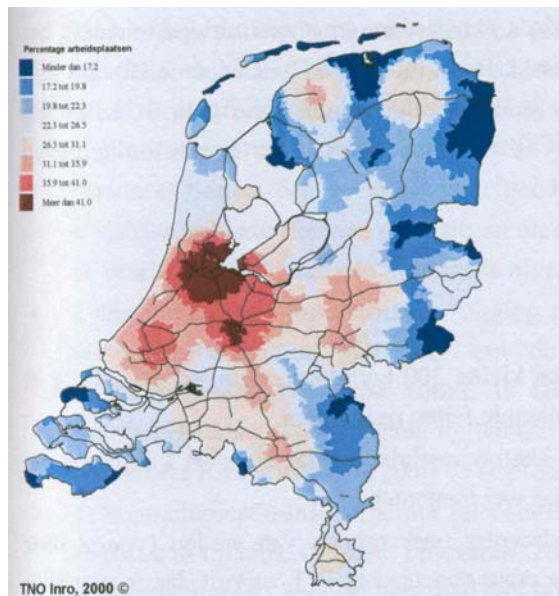 Percentage arbeidsplaatsen
Minder dan 17.2
17.2 tot 19.8
19.8 tot 22.3
22.3 tot 26.5
26.5 tot 31.1
31.1 tot 35.9
35.9 tot 41.0
Meer dan 41.0
TNO Inro, 2000 ©